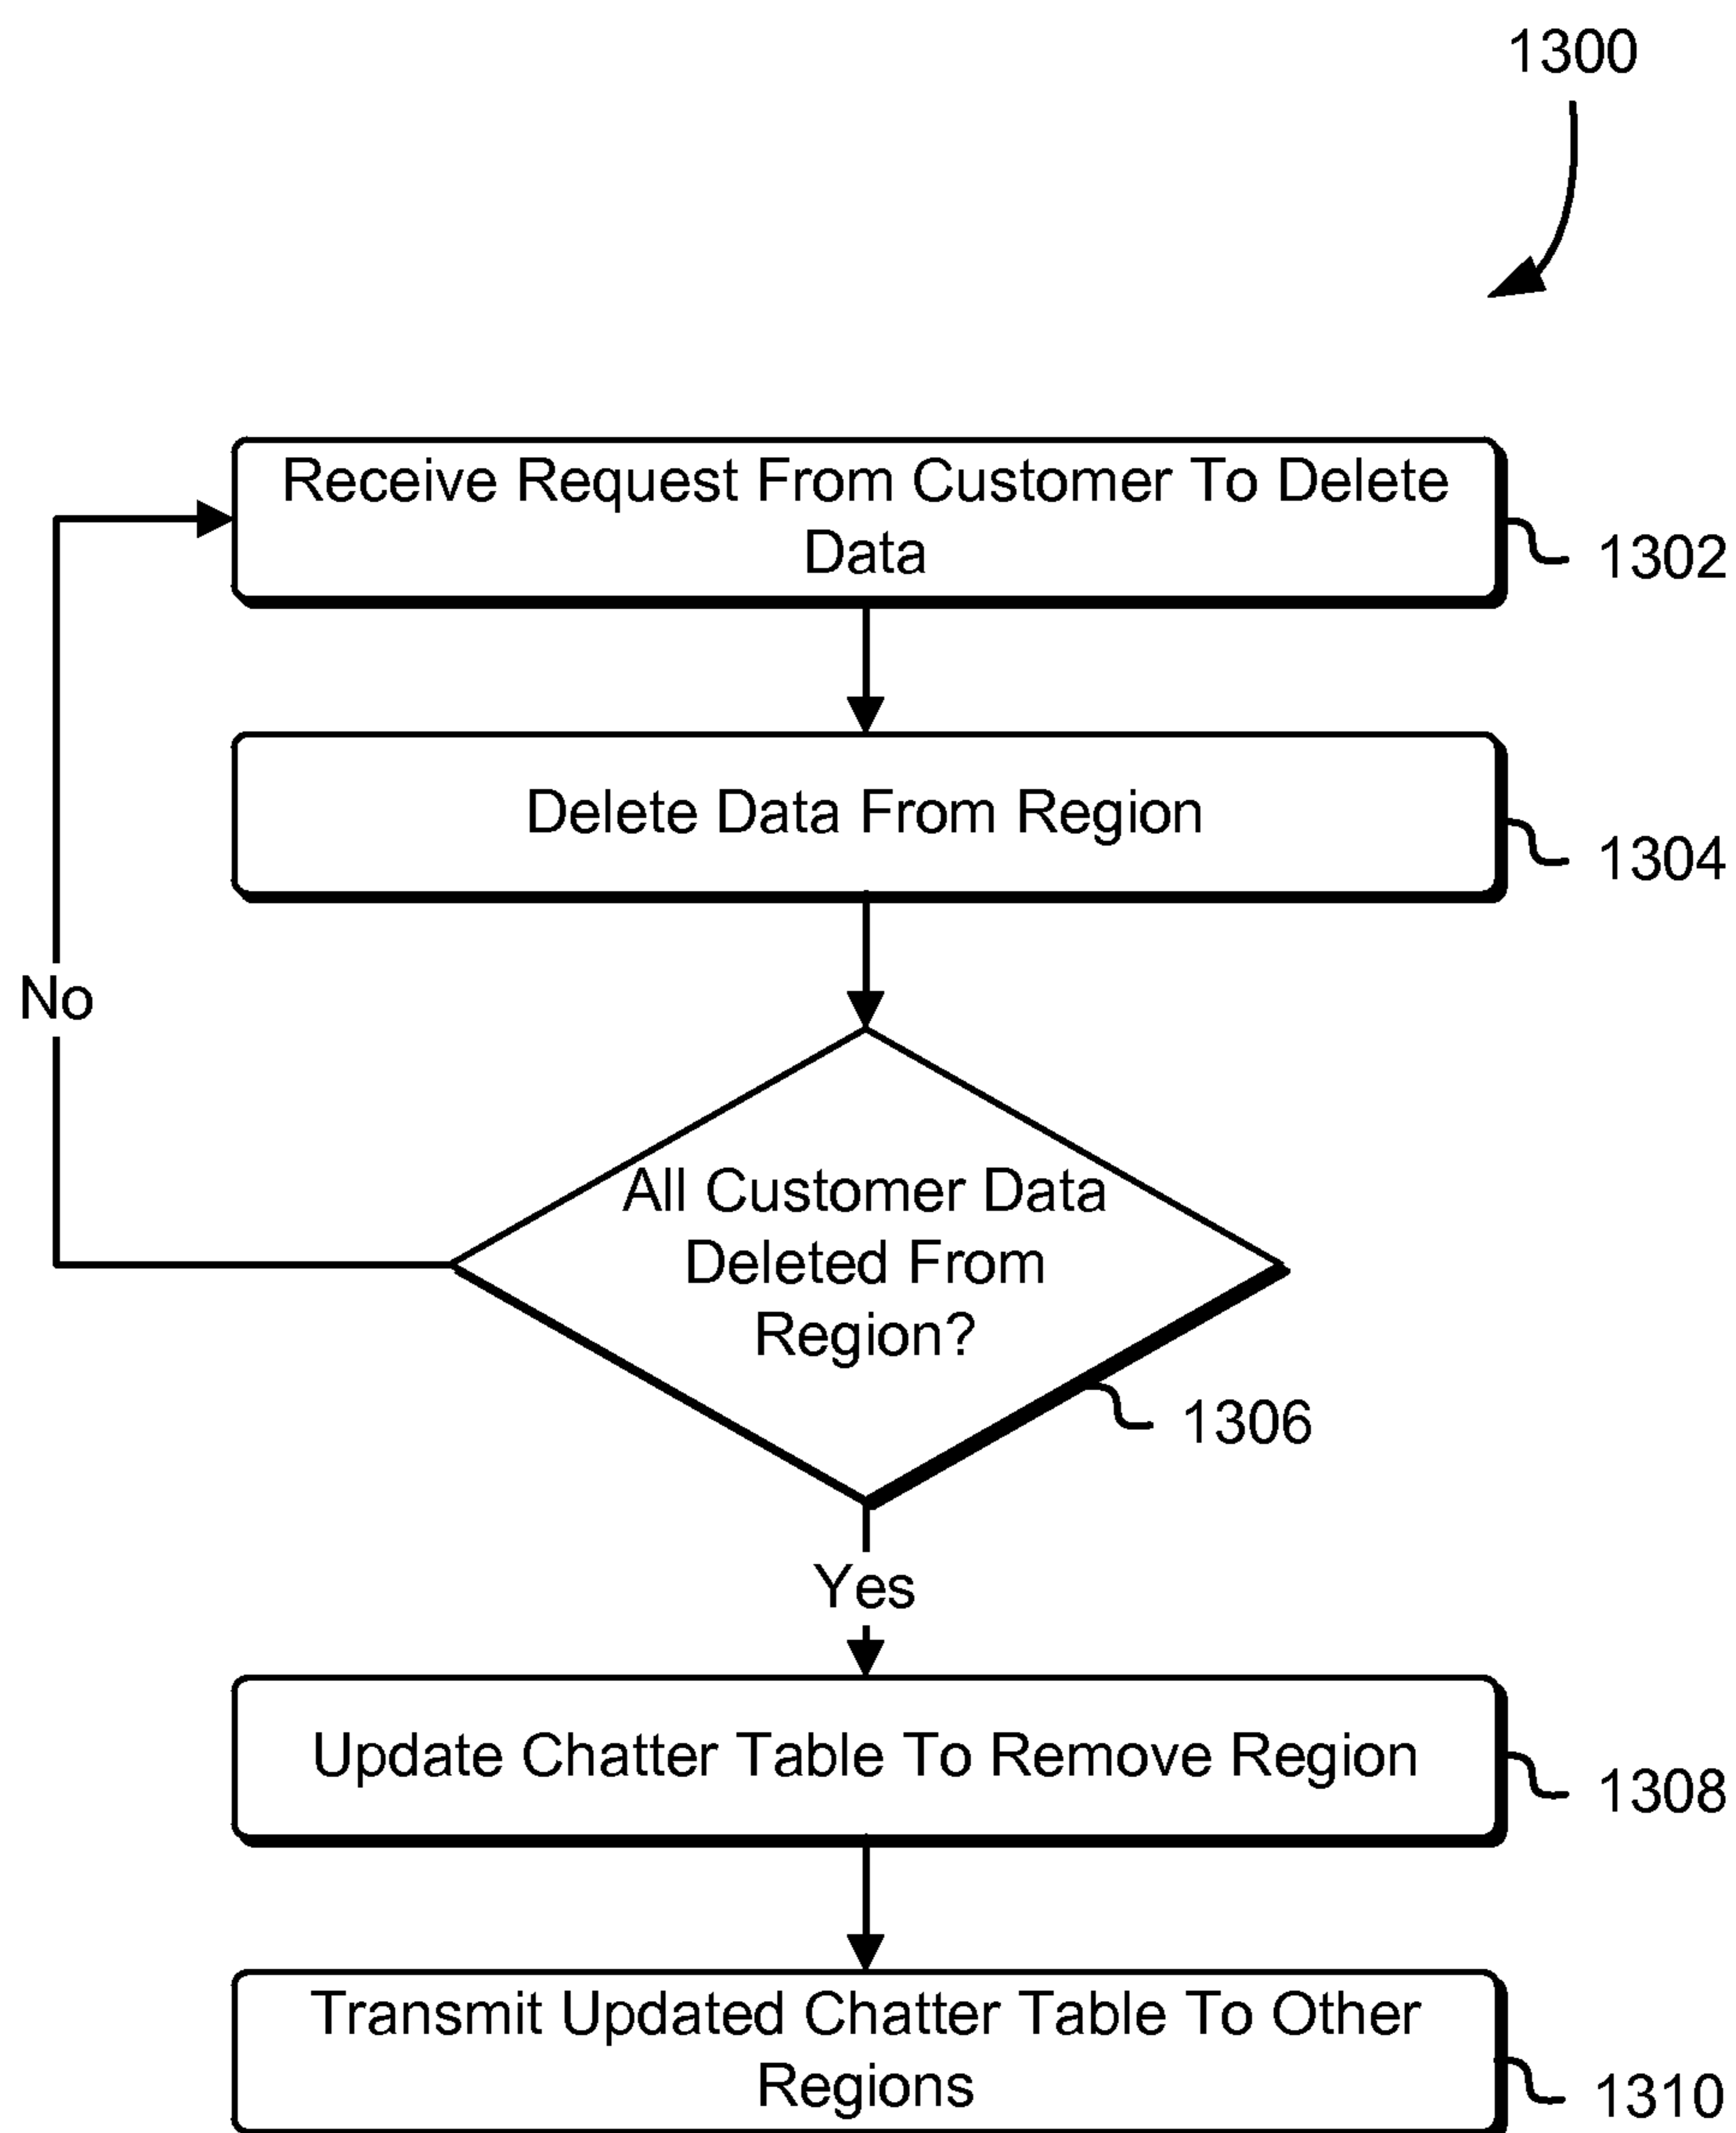 1300
Receive Request From Customer To Delete
Data
1302
Delete Data From Region
1304
No
All Customer Data
Deleted From
Region?
1306
Yes
Update Chatter Table To Remove Region
1308
Transmit Updated Chatter Table To Other
Regions
1310